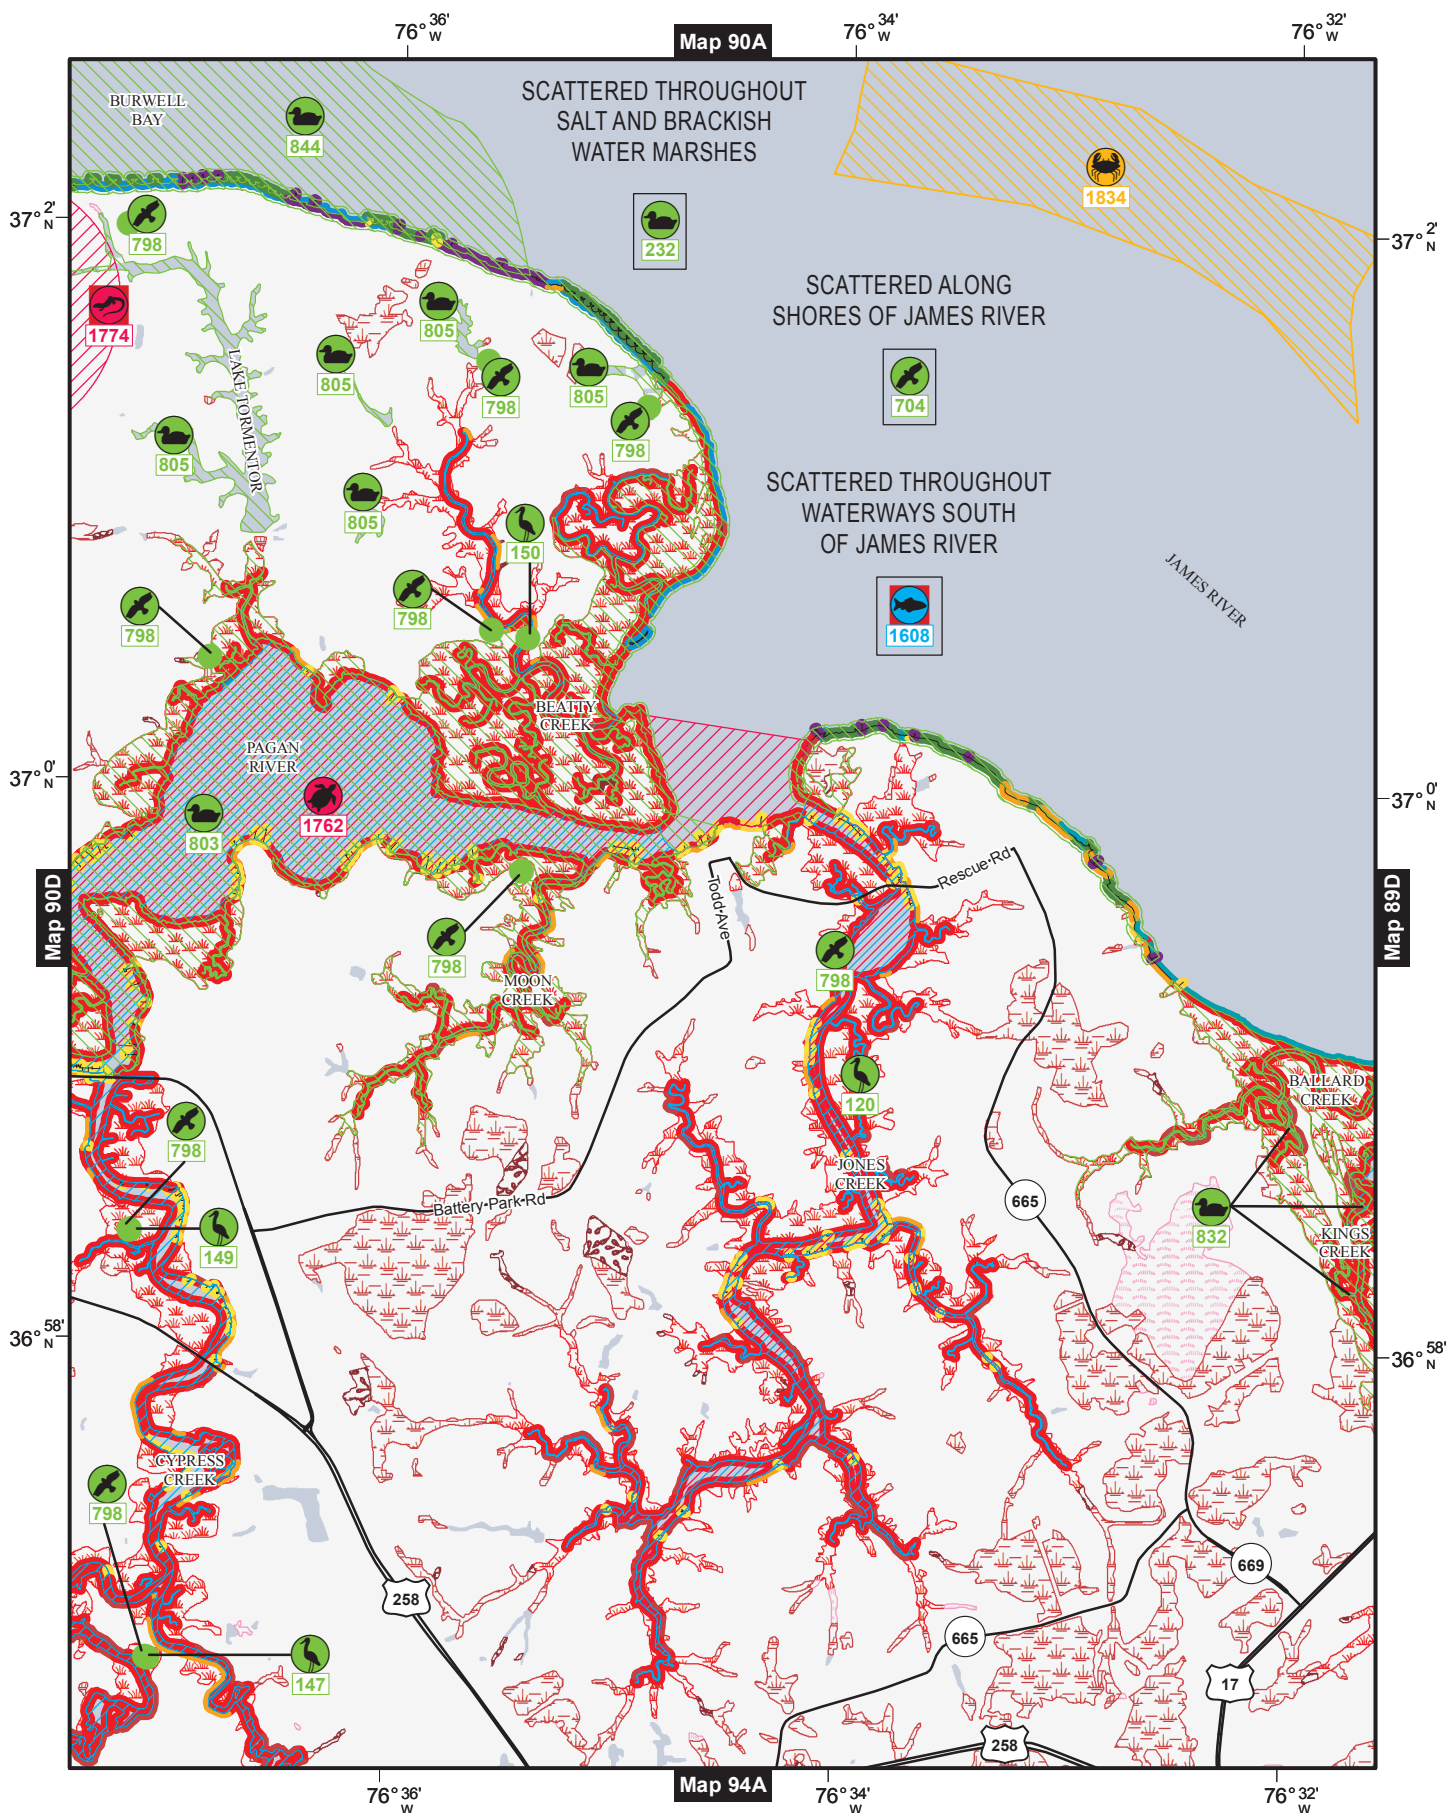 76° 36' W
76° 34' W
76° 32' W
Map 90A
BURWELL
BAY
844
SCATTERED THROUGHOUT
SALT AND BRACKISH
WATER MARSHES
232
1834
37° 2' N
37° 2' N
798
1774
LAKE TORMENTOR
805
805
805
798
805
798
805
SCATTERED ALONG
SHORES OF JAMES RIVER
704
SCATTERED THROUGHOUT
WATERWAYS SOUTH
OF JAMES RIVER
1608
JAMES RIVER
150
798
798
BEATTY
CREEK
PAGAN
RIVER
37° 0' N
37° 0' N
1762
803
Map 90D
Map 89D
Todd Ave
Rescue Rd
798
MOON
CREEK
798
120
BALLARD
CREEK
798
JONES
CREEK
Battery Park Rd
665
832
KINGS
CREEK
149
36° 58' N
36° 58' N
CYPRESS
CREEK
798
258
669
665
147
17
258
76° 36' W
Map 94A
76° 34' W
76° 32' W